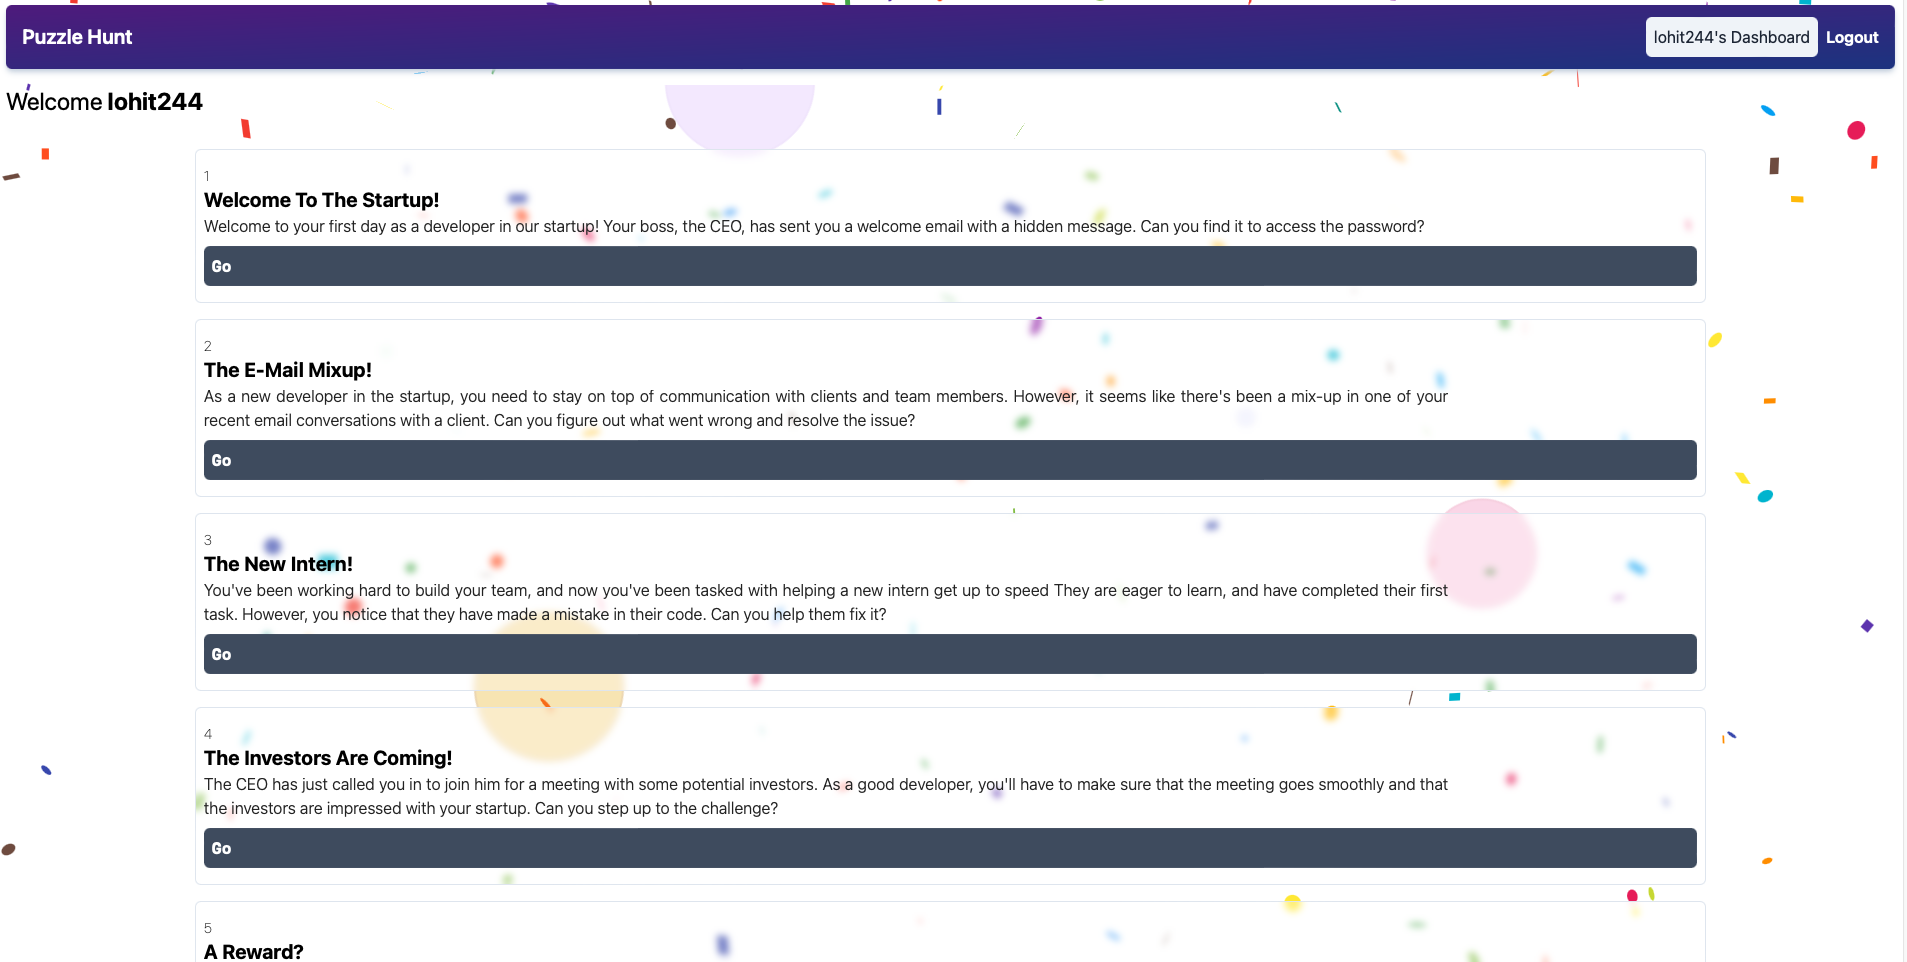 Puzzle Hunt
lohit244's Dashboard
Logout
Welcome lohit244
1
Welcome To The Startup!
Welcome to your first day as a developer in our startup! Your boss, the CEO, has sent you a welcome email with a hidden message. Can you find it to access the password?
Go
2
The E-Mail Mixup!
As a new developer in the startup, you need to stay on top of communication with clients and team members. However, it seems like there's been a mix-up in one of your
recent email conversations with a client. Can you figure out what went wrong and resolve the issue?
Go
3
The New Intern!
You've been working hard to build your team, and now you've been tasked with helping a new intern get up to speed They are eager to learn, and have completed their first
task. However, you notice that they have made a mistake in their code. Can you help them fix it?
Go
4
The Investors Are Coming!
The CEO has just called you in to join him for a meeting with some potential investors. As a good developer, you'll have to make sure that the meeting goes smoothly and that
the investors are impressed with your startup. Can you step up to the challenge?
Go
5
A Reward?